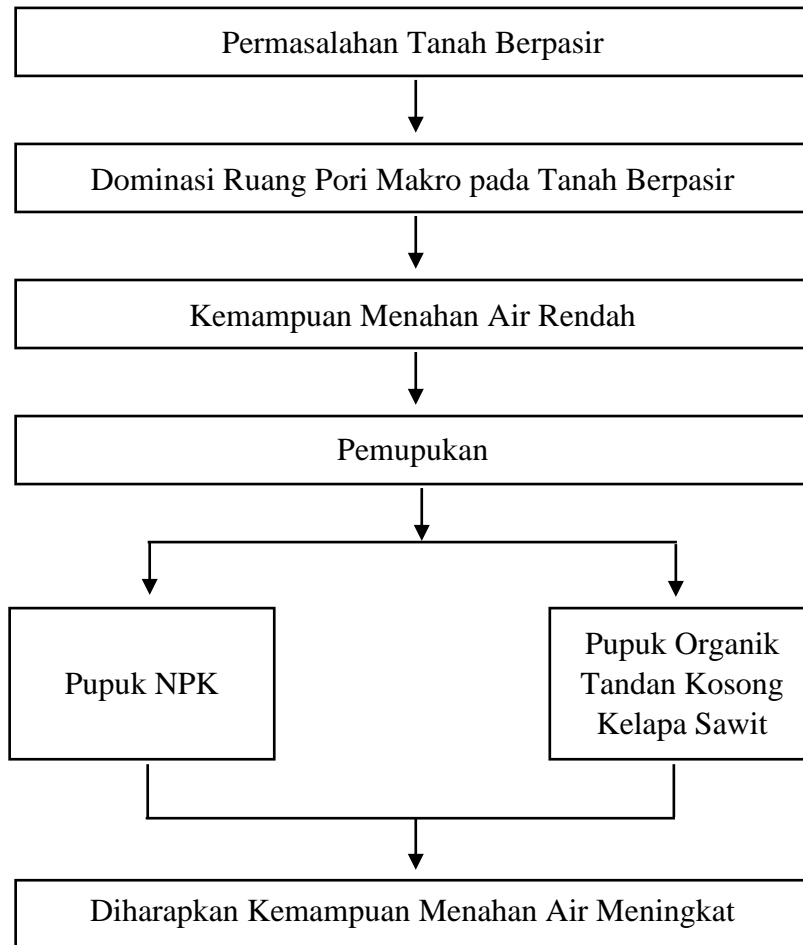 Permasalahan Tanah Berpasir
Dominasi Ruang Pori Makro pada Tanah Berpasir
Kemampuan Menahan Air Rendah
Pemupukan
Pupuk NPK
Pupuk Organik
Tandan Kosong
Kelapa Sawit
Diharapkan Kemampuan Menahan Air Meningkat